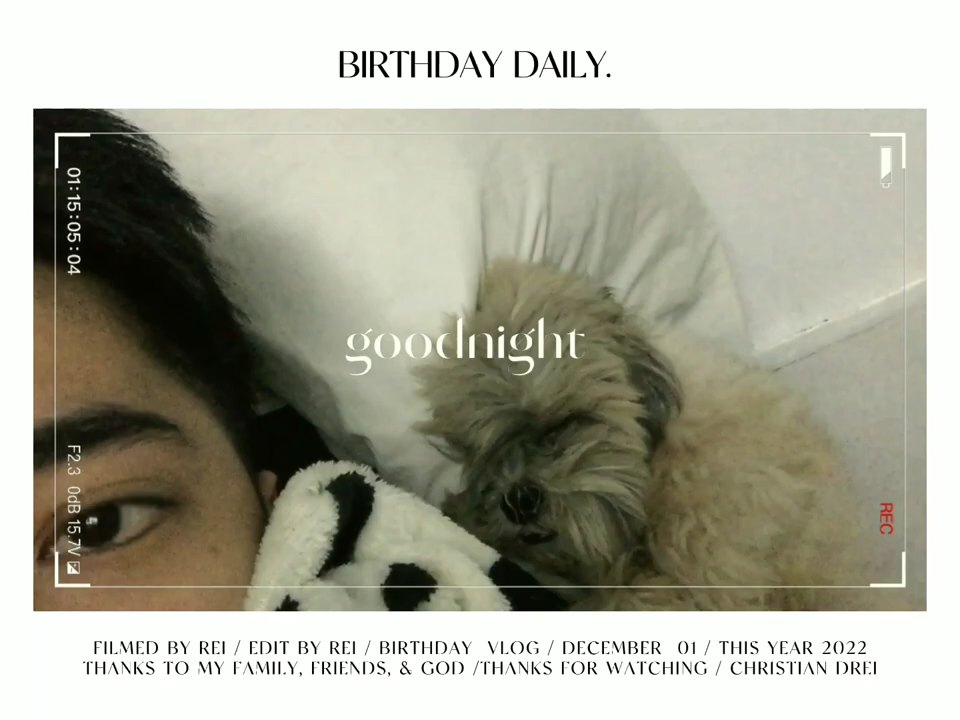 BIRTHDAY DAILY.
01:15:05:04
goodnight
F2.3 0dB 15.7V
REC
FILMED BY REI / EDIT BY REI / BIRTHDAY VLOG / DECEMBER 01 / THIS YEAR 2022
THANKS TO MY FAMILY, FRIENDS, & GOD /THANKS FOR WATCHING / CHRISTIAN DREI